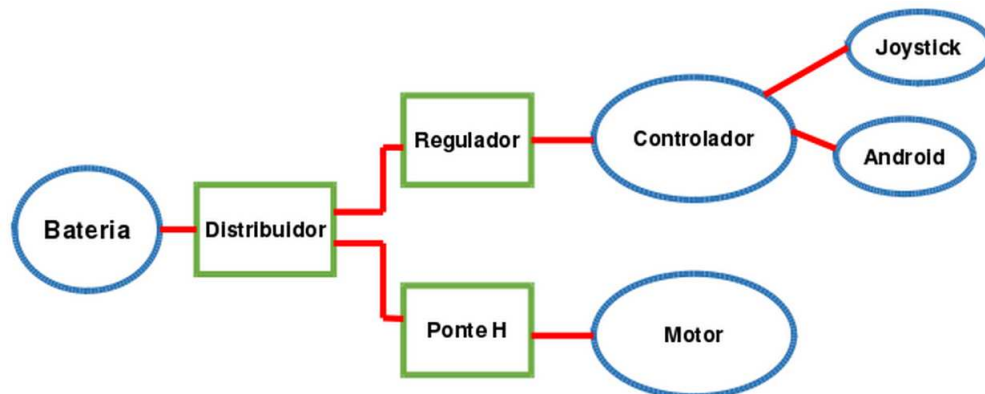 Joystick
Regulador
Controlador
Android
Bateria
Distribuidor
Ponte H
Motor